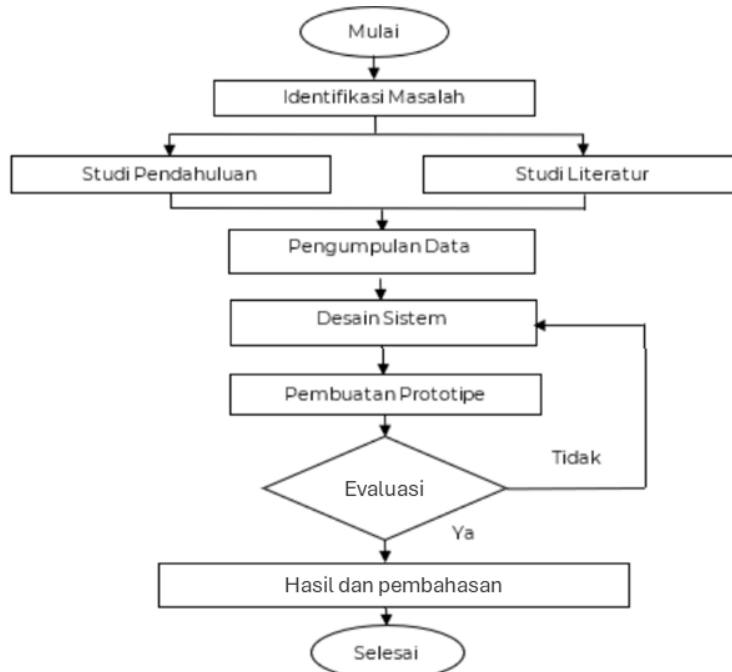 Mulai
Identifikasi Masalah
Studi Pendahuluan
Studi Literatur
Pengumpulan Data
Desain Sistem
Pembuatan Prototipe
Evaluasi
Tidak
Ya
Hasil dan pembahasan
Selesai